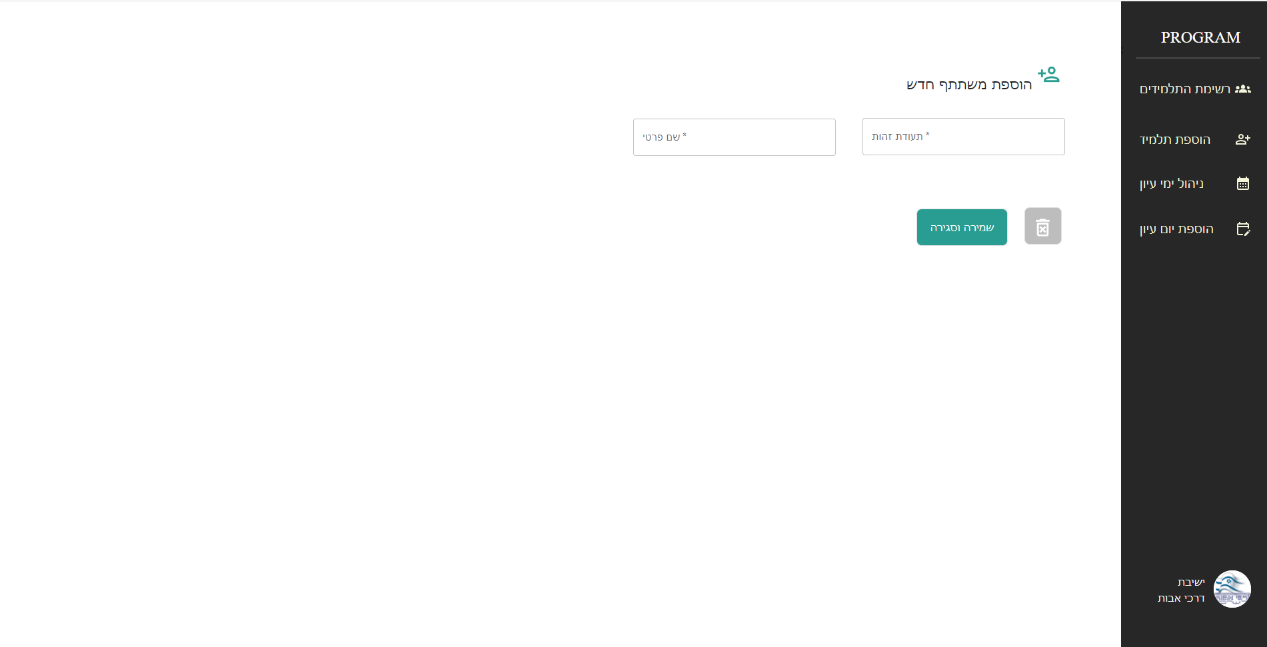 PROGRAM
רשימת התלמידים
הוספת תלמיד
ניהול ימי עיון
הוספת יום עיון
ישיבת
דרכי אבות
הוספת משתתף חדש
תעודת זהות *
שם פרטי *
שמירה וסגירה